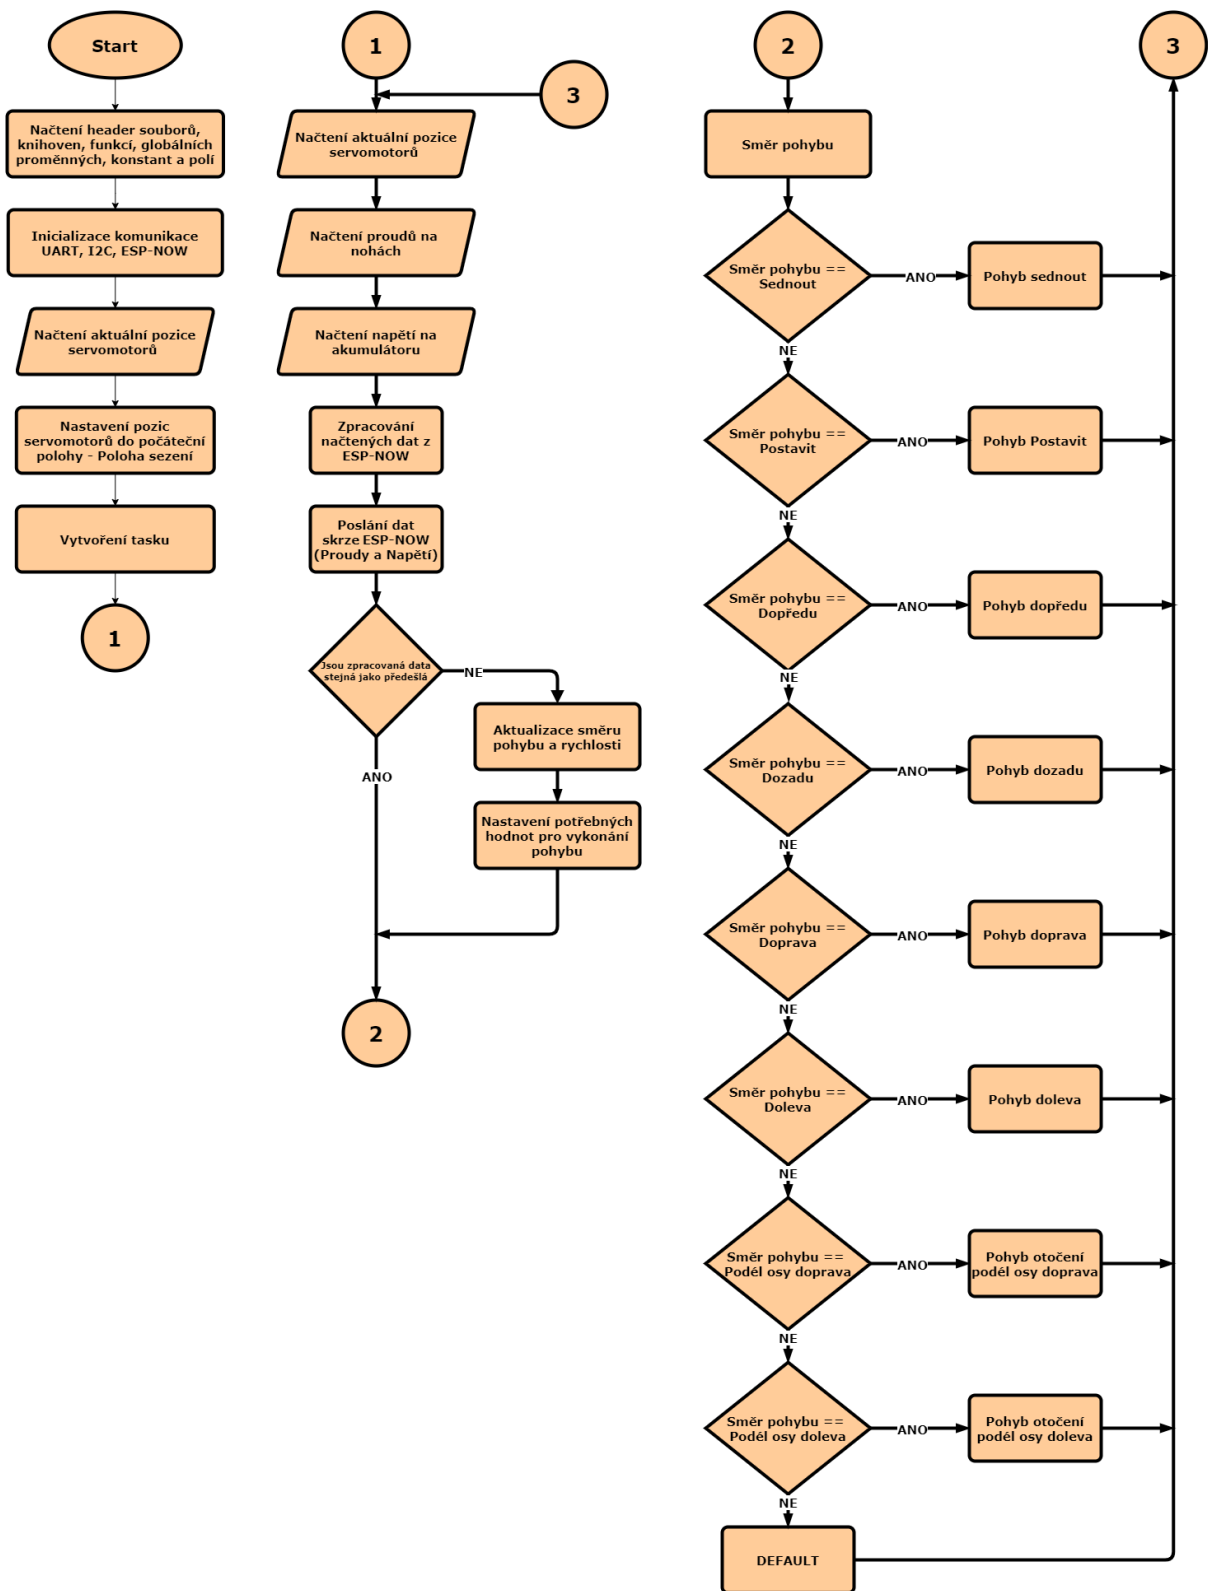 Start
Načtení header souborů,
knihoven, funkcí, globálních
proměnných, konstant a polí
Inicializace komunikace
UART, I2C, ESP-NOW
Načtení aktuální pozice
servomotorů
Nastavení pozic
servomotorů do počáteční
polohy - Poloha sezení
Vytvoření tasku
1
1
3
Načtení aktuální pozice
servomotorů
Načtení proudů na
nohách
Načtení napětí na
akumulátoru
Zpracování
načtených dat z
ESP-NOW
Poslání dat
skrze ESP-NOW
(Proudy a Napětí)
Jsou zpracovaná data
stejná jako předešlá
NE
Aktualizace směru
pohybu a rychlosti
Nastavení potřebných
hodnot pro vykonání
pohybu
ANO
2
2
Směr pohybu
Směr pohybu ==
Sednout
ANO
Pohyb sednout
NE
Směr pohybu ==
Postavit
ANO
Pohyb Postavit
NE
Směr pohybu ==
Dopředu
ANO
Pohyb dopředu
NE
Směr pohybu ==
Dozadu
ANO
Pohyb dozadu
NE
Směr pohybu ==
Doprava
ANO
Pohyb doprava
NE
Směr pohybu ==
Doleva
ANO
Pohyb doleva
NE
Směr pohybu ==
Podél osy doprava
ANO
Pohyb otočení
podél osy doprava
NE
Směr pohybu ==
Podél osy doleva
ANO
Pohyb otočení
podél osy doleva
NE
DEFAULT
3